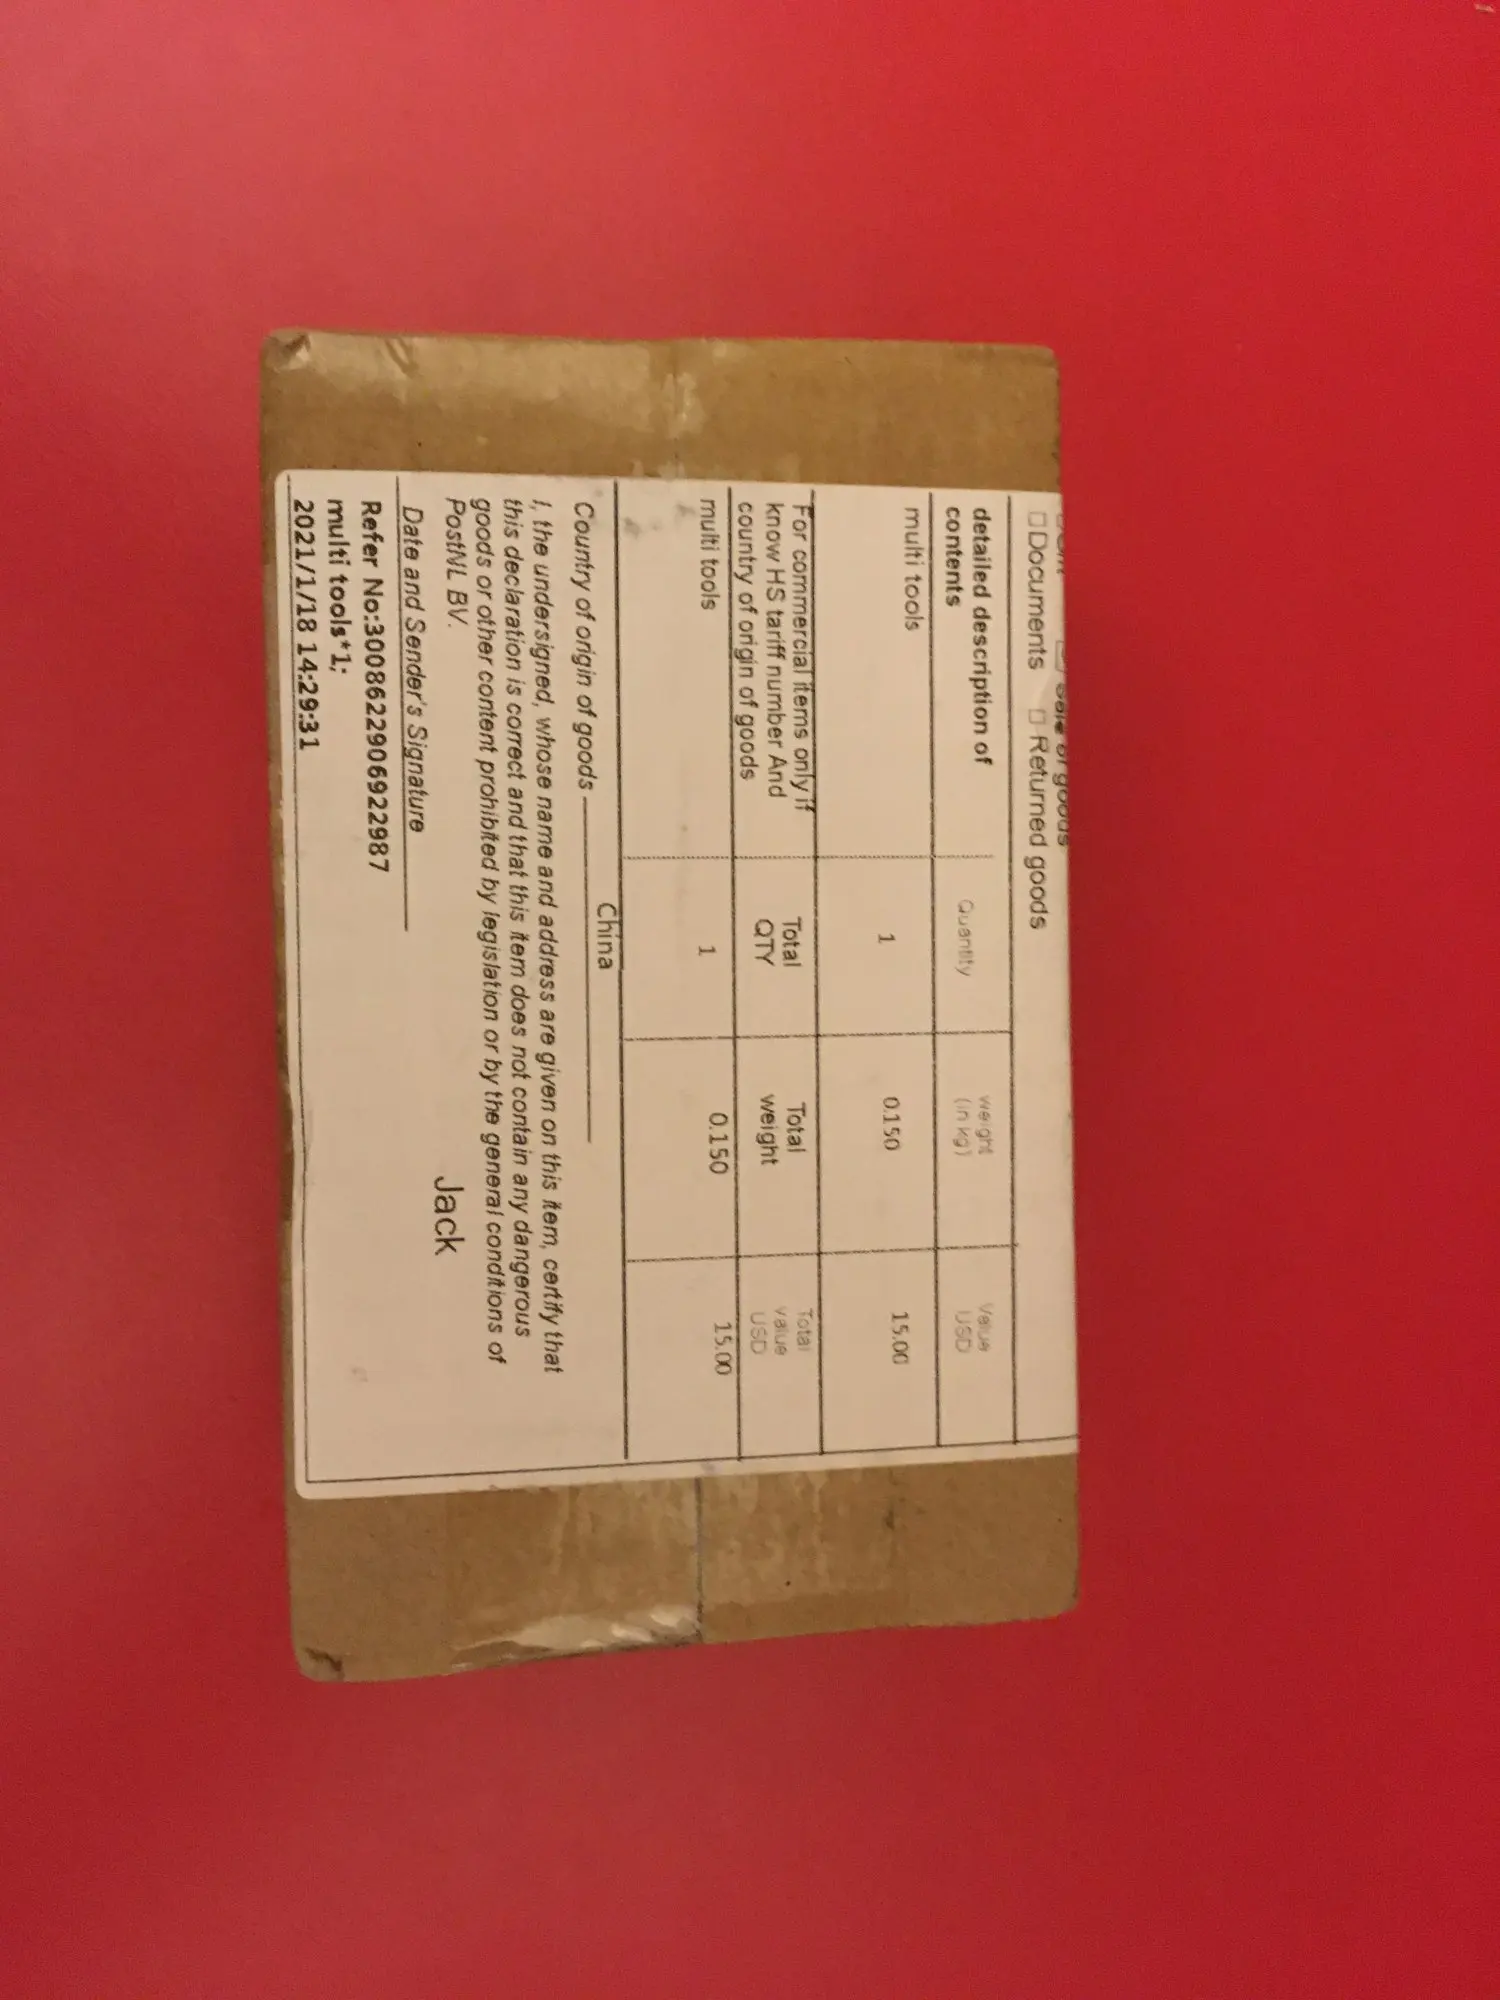 Sale of goods
□ Documents □ Returned goods
detailed description of contents Quantity weight (in kg) Value USD
multi tools 1 0.150 15.00
For commercial items only if
know HS tariff number And
country of origin of goods
Total QTY Total weight Total value USD
multi tools 1 0.150 15.00
Country of origin of goods China
I, the undersigned, whose name and address are given on this item, certify that
this declaration is correct and that this item does not contain any dangerous
goods or other content prohibited by legislation or by the general conditions of
PostNL BV.
Jack
Date and Sender's Signature
Refer No:3008622906922987
multi tools*1;
2021/1/18 14:29:31